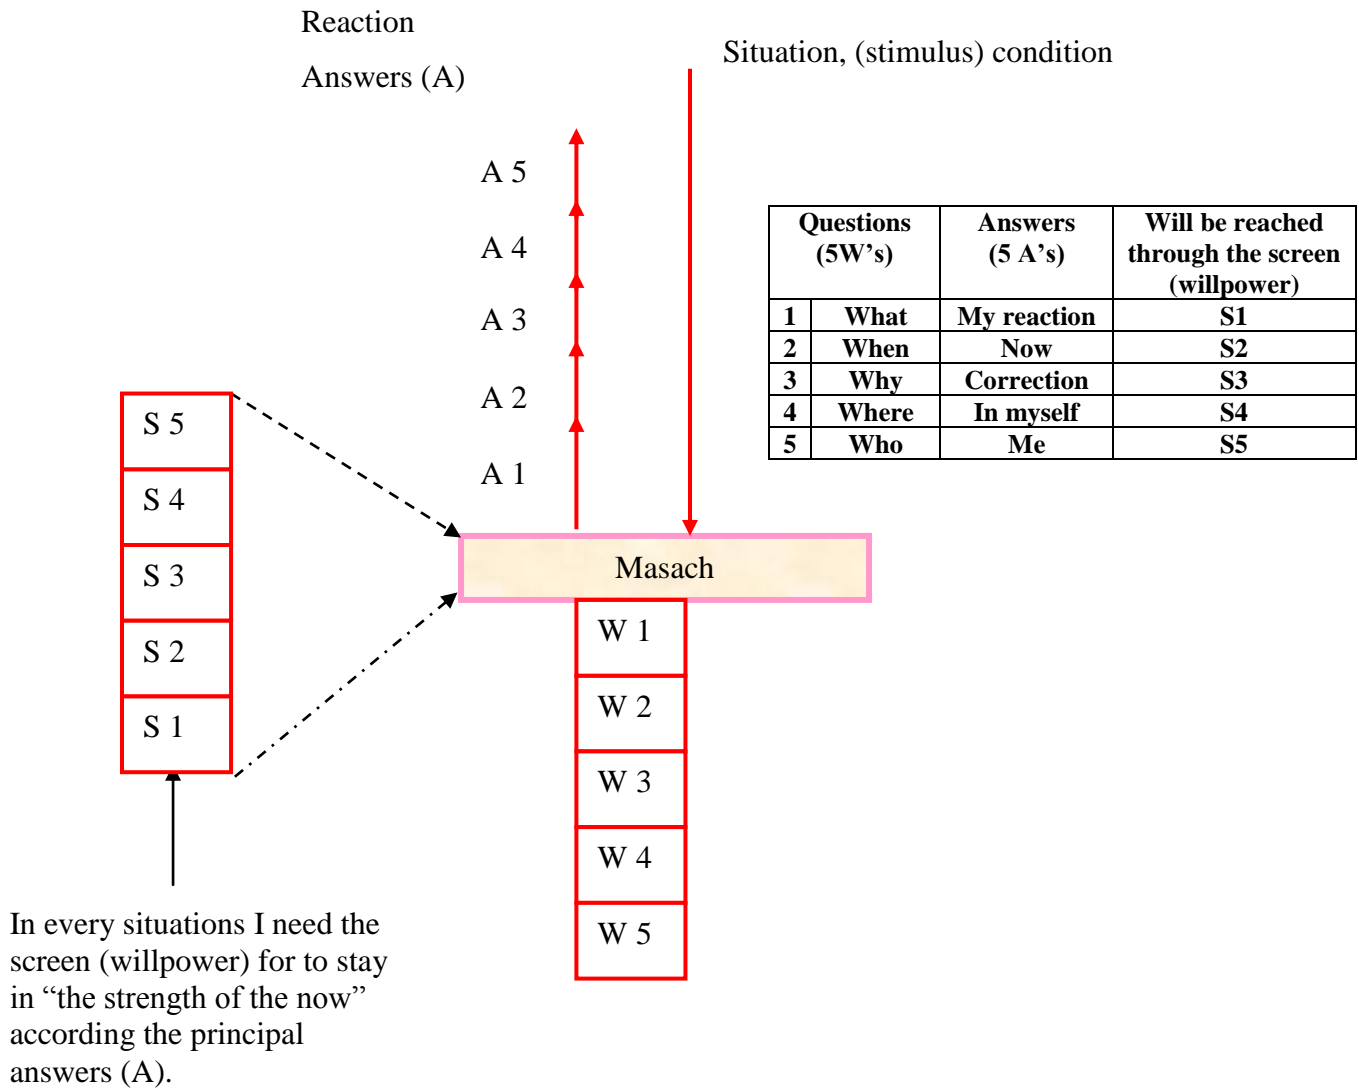 Reaction
Answers (A)
Situation, (stimulus) condition
A 5
A 4
A 3
A 2
A 1
Questions (5W’s) Answers (5 A’s) Will be reached through the screen (willpower)
1 What My reaction S1
2 When Now S2
3 Why Correction S3
4 Where In myself S4
5 Who Me S5
S 5
S 4
S 3
S 2
S 1
Masach
W 1
W 2
W 3
W 4
W 5
In every situations I need the
screen (willpower) for to stay
in “the strength of the now”
according the principal
answers (A).